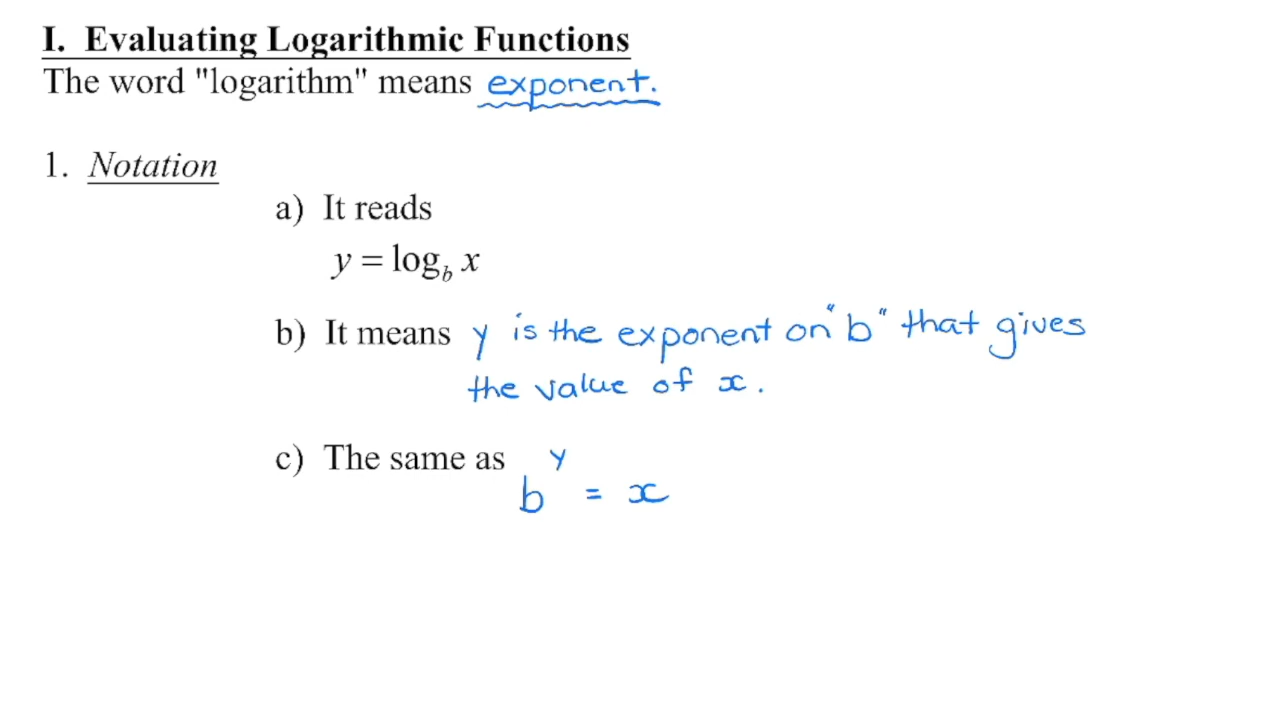 I. Evaluating Logarithmic Functions
The word "logarithm" means exponent.
1. Notation
a) It reads
y = log_b x
b) It means y is the exponent on "b" that gives
the value of x.
c) The same as b^y = x